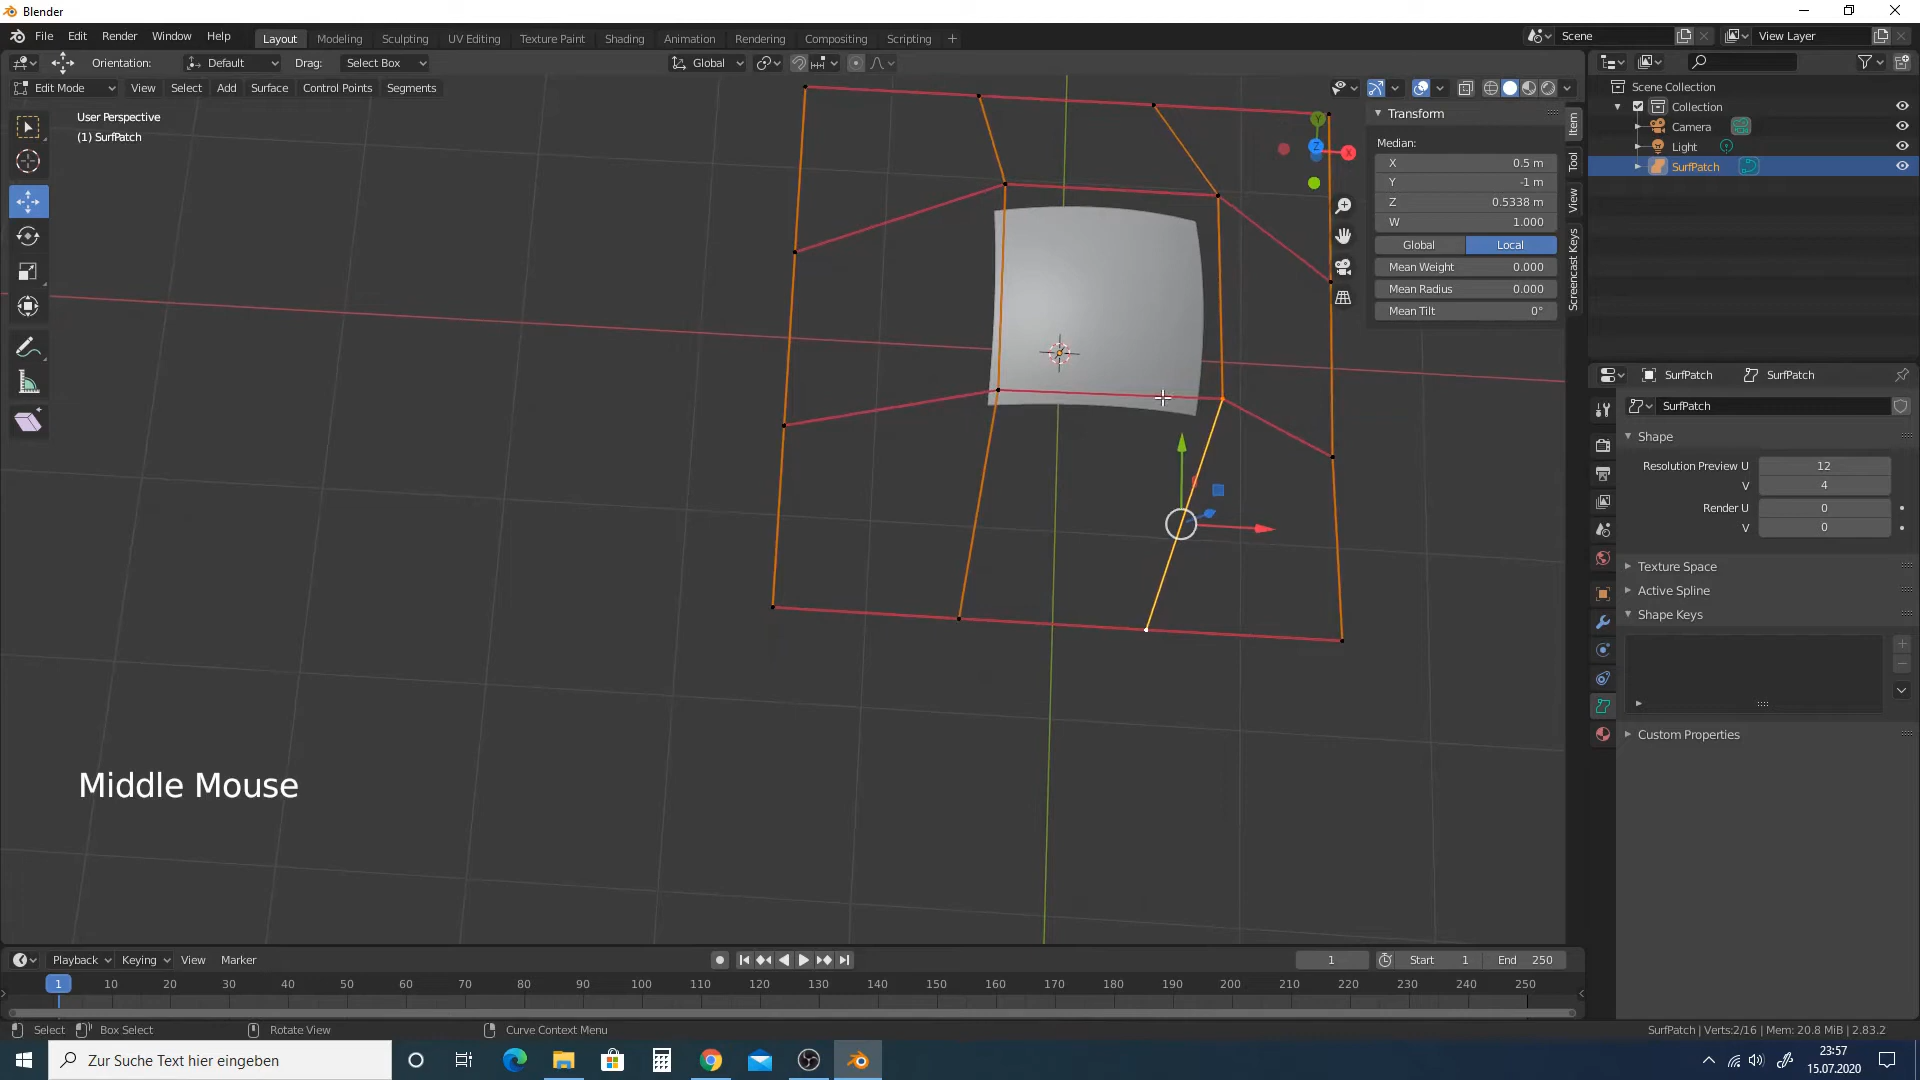 Blender
File Edit Render Window Help
Layout Modeling Sculpting UV Editing Texture Paint Shading Animation Rendering Compositing Scripting +
Scene
View Layer
Orientation: Default Drag: Select Box
Global
Edit Mode View Select Add Surface Control Points Segments
User Perspective
(1) SurfPatch
Y
Z
X
Transform
Median:
X 0.5 m
Y -1 m
Z 0.5338 m
W 1.000
Global Local
Mean Weight 0.000
Mean Radius 0.000
Mean Tilt 0°
Item
Tool
View
Screencast Keys
Scene Collection
Collection
Camera
Light
SurfPatch
SurfPatch SurfPatch
SurfPatch
Shape
Resolution Preview U 12
V 4
Render U 0
V 0
Texture Space
Active Spline
Shape Keys
Custom Properties
Middle Mouse
Playback Keying View Marker
1 Start 1 End 250
1 10 20 30 40 50 60 70 80 90 100 110 120 130 140 150 160 170 180 190 200 210 220 230 240 250
Select Box Select Rotate View Curve Context Menu
SurfPatch | Verts:2/16 | Mem: 20.8 MiB | 2.83.2
Zur Suche Text hier eingeben
23:57
15.07.2020